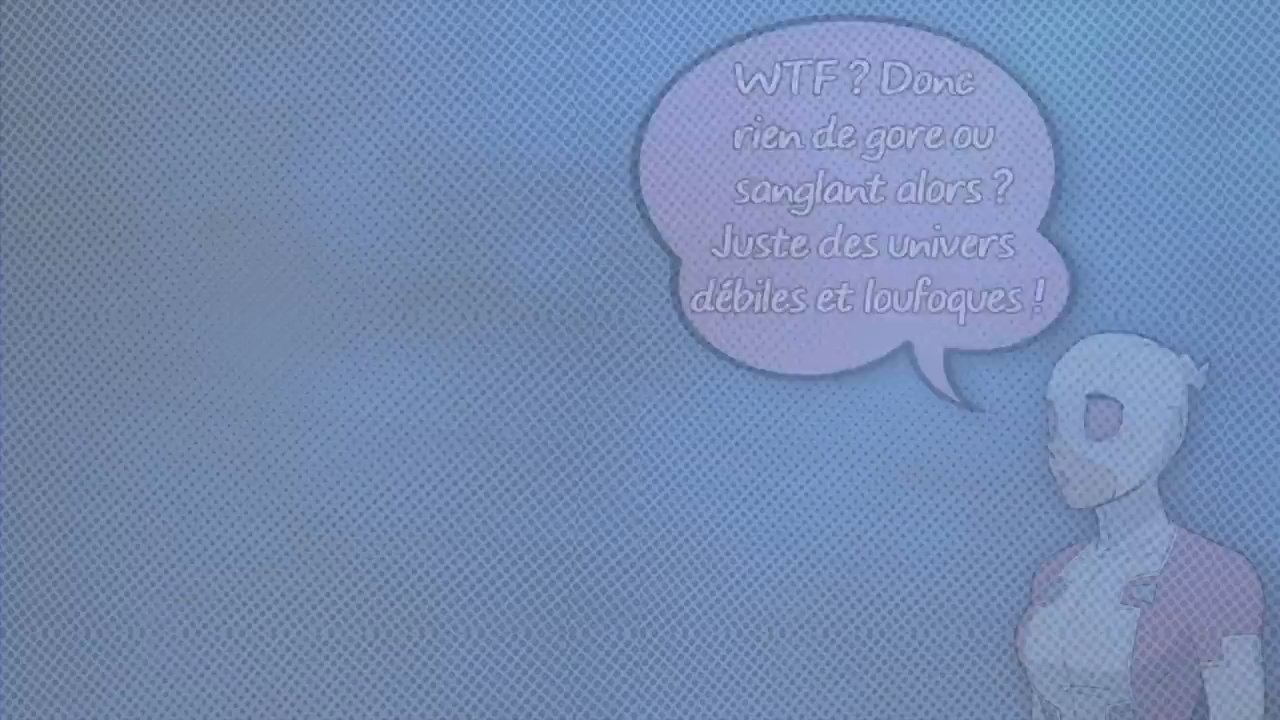 WTF ? Donc
rien de gore ou
sanglant alors ?
Juste des univers
débiles et loufoques !